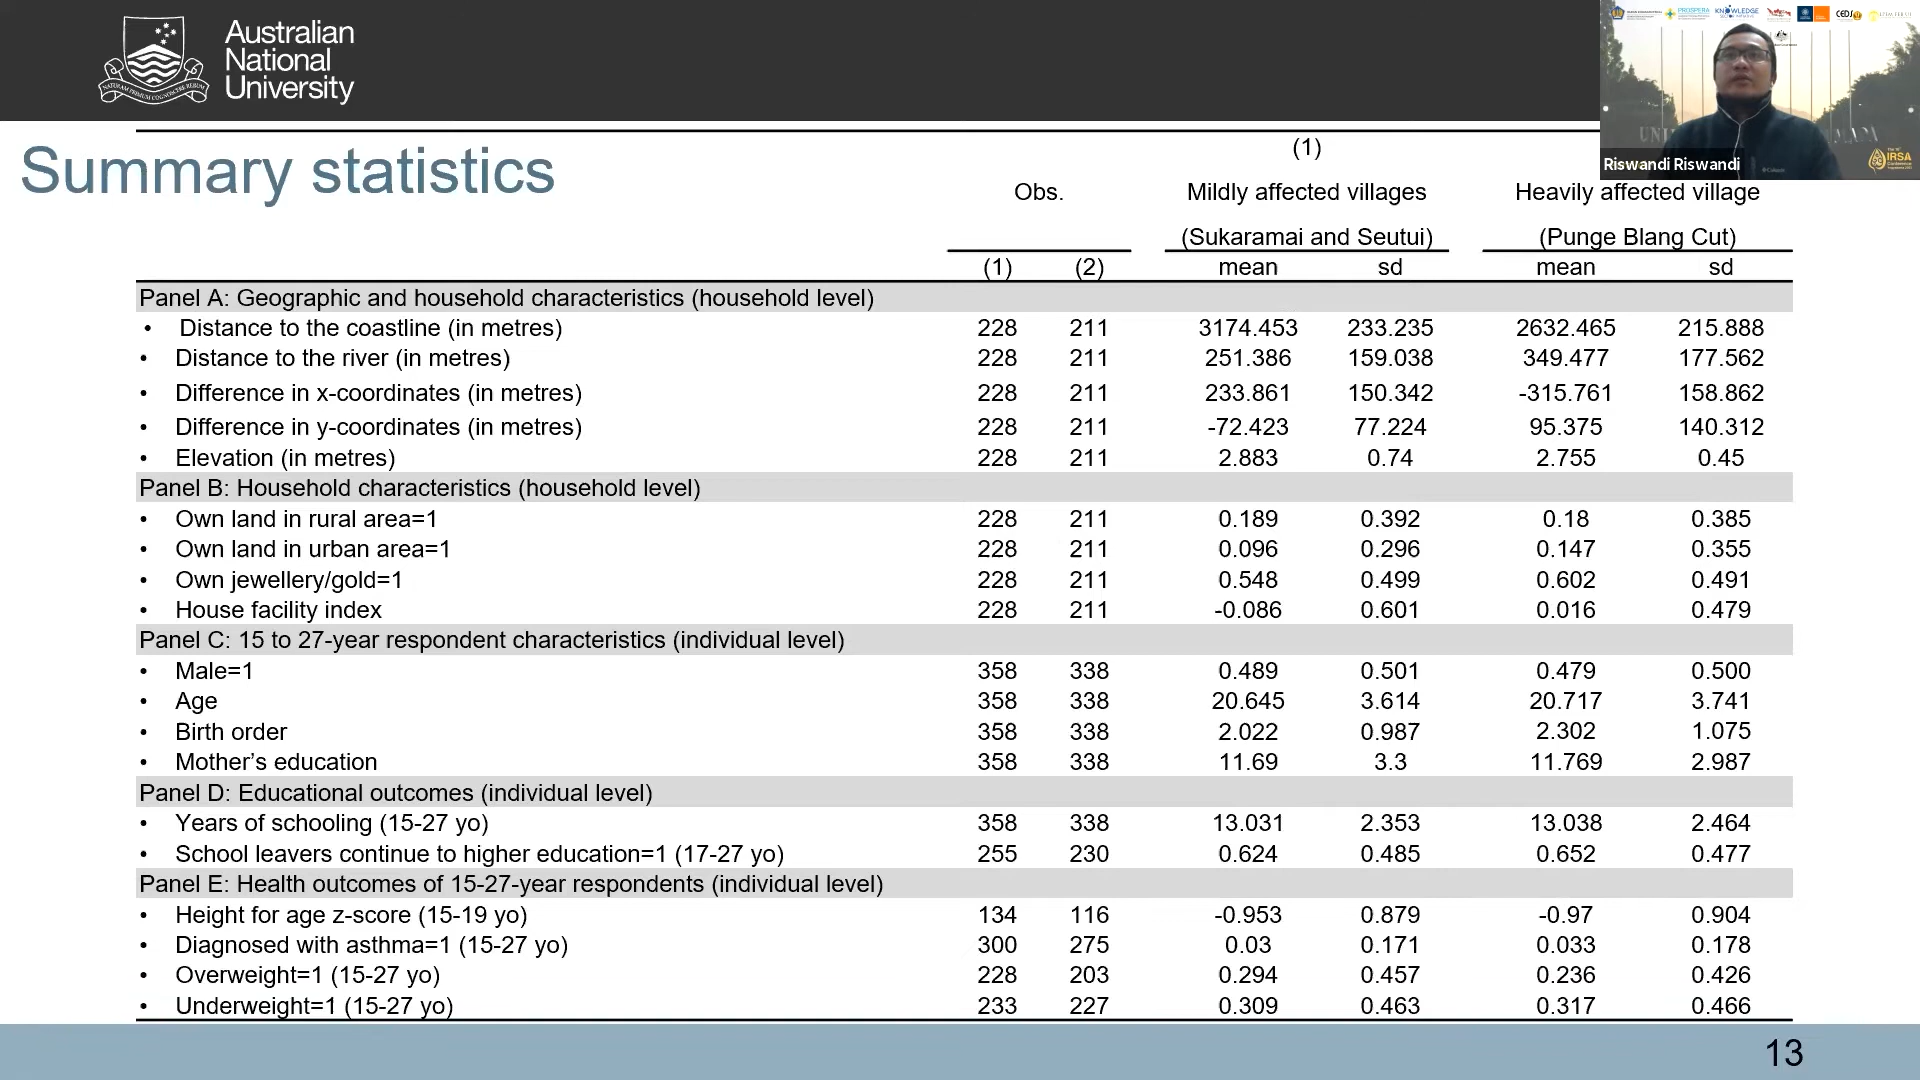 Australian
National
University
NATURAM PRIMUM COGNOSCERE RERUM
PROSPERA
KNOWLEDGE
SECTOR INITIATIVE
CEDS
IRSA
Riswandi Riswandi
Summary statistics
(1)
Obs. Mildly affected villages Heavily affected village
(Sukaramai and Seutui) (Punge Blang Cut)
(1) (2) mean sd mean sd
Panel A: Geographic and household characteristics (household level)
• Distance to the coastline (in metres) 228 211 3174.453 233.235 2632.465 215.888
• Distance to the river (in metres) 228 211 251.386 159.038 349.477 177.562
• Difference in x-coordinates (in metres) 228 211 233.861 150.342 -315.761 158.862
• Difference in y-coordinates (in metres) 228 211 -72.423 77.224 95.375 140.312
• Elevation (in metres) 228 211 2.883 0.74 2.755 0.45
Panel B: Household characteristics (household level)
• Own land in rural area=1 228 211 0.189 0.392 0.18 0.385
• Own land in urban area=1 228 211 0.096 0.296 0.147 0.355
• Own jewellery/gold=1 228 211 0.548 0.499 0.602 0.491
• House facility index 228 211 -0.086 0.601 0.016 0.479
Panel C: 15 to 27-year respondent characteristics (individual level)
• Male=1 358 338 0.489 0.501 0.479 0.500
• Age 358 338 20.645 3.614 20.717 3.741
• Birth order 358 338 2.022 0.987 2.302 1.075
• Mother’s education 358 338 11.69 3.3 11.769 2.987
Panel D: Educational outcomes (individual level)
• Years of schooling (15-27 yo) 358 338 13.031 2.353 13.038 2.464
• School leavers continue to higher education=1 (17-27 yo) 255 230 0.624 0.485 0.652 0.477
Panel E: Health outcomes of 15-27-year respondents (individual level)
• Height for age z-score (15-19 yo) 134 116 -0.953 0.879 -0.97 0.904
• Diagnosed with asthma=1 (15-27 yo) 300 275 0.03 0.171 0.033 0.178
• Overweight=1 (15-27 yo) 228 203 0.294 0.457 0.236 0.426
• Underweight=1 (15-27 yo) 233 227 0.309 0.463 0.317 0.466
13